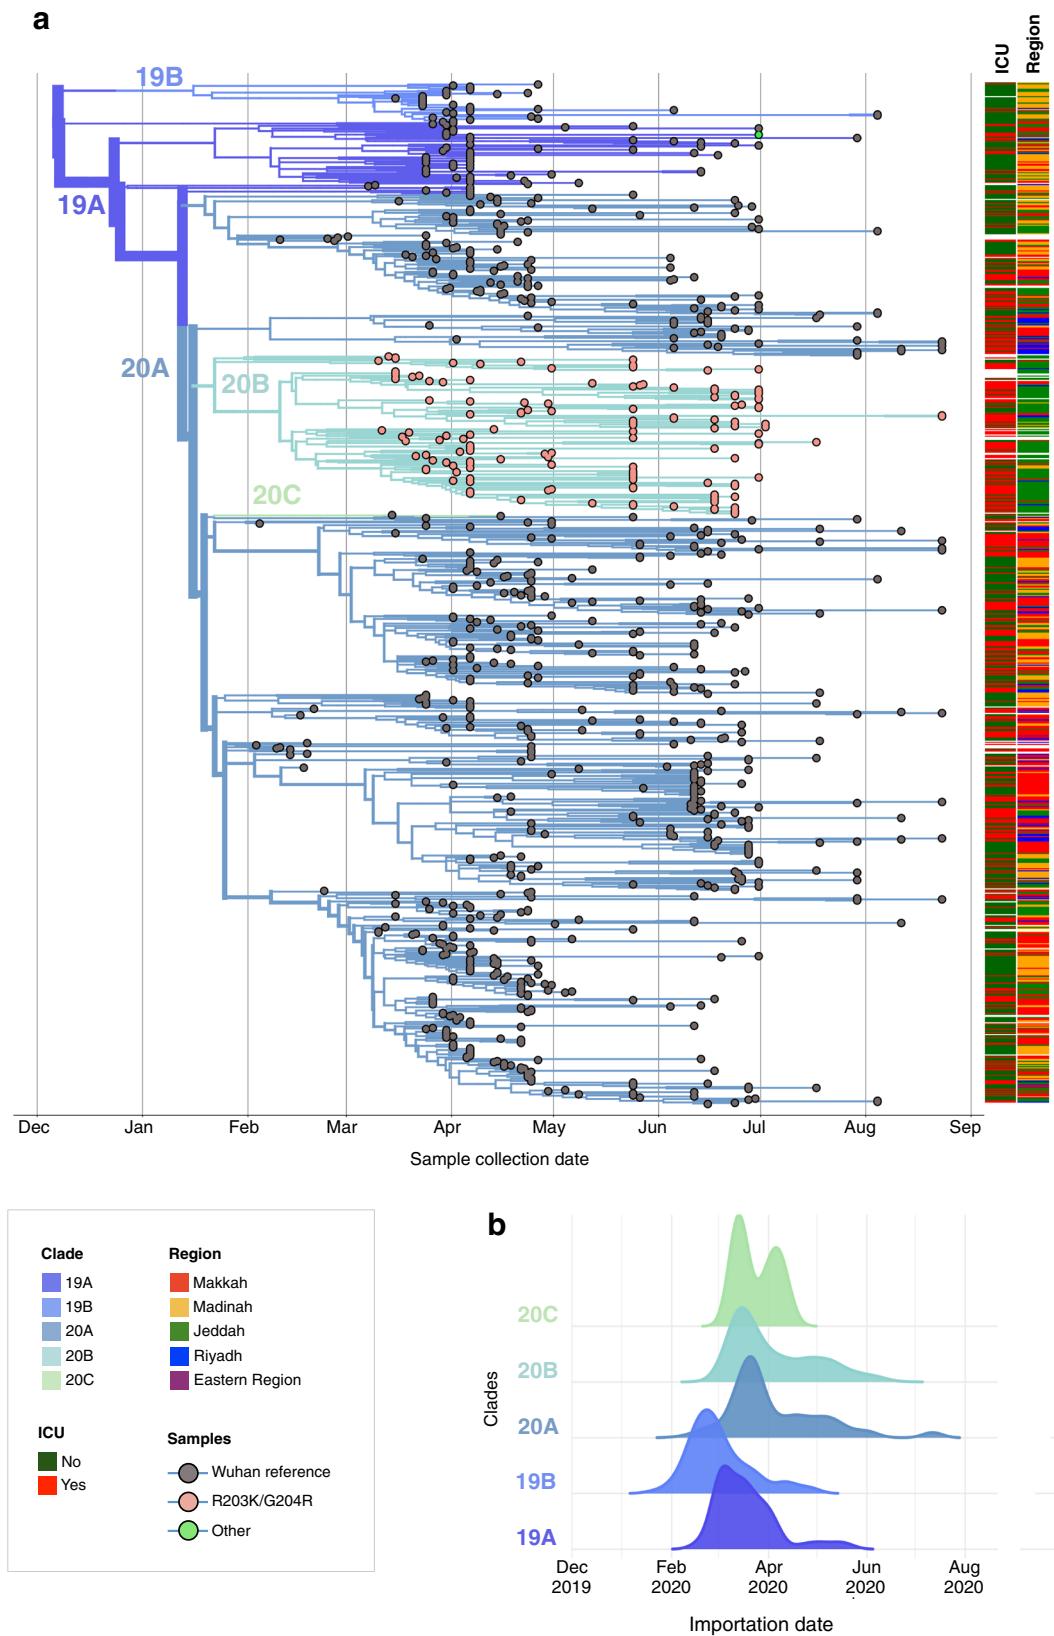 a
ICU
Region
19B
19A
20A
20B
20C
Dec Jan Feb Mar Apr May Jun Jul Aug Sep
Sample collection date
Clade
19A
19B
20A
20B
20C
Region
Makkah
Madinah
Jeddah
Riyadh
Eastern Region
ICU
No
Yes
Samples
Wuhan reference
R203K/G204R
Other
b
Clades
20C
20B
20A
19B
19A
Dec Feb Apr Jun Aug
2019 2020 2020 2020 2020
Importation date